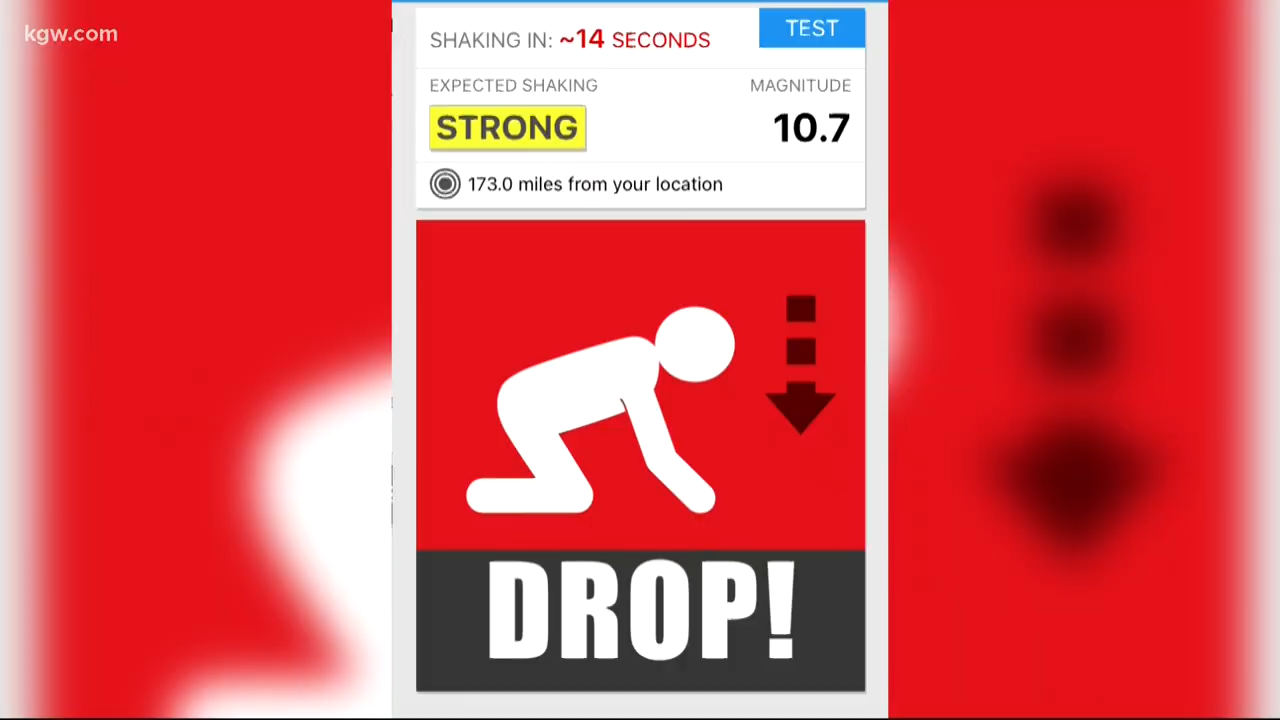 kgw.com
SHAKING IN: ~14 SECONDS
TEST
EXPECTED SHAKING
MAGNITUDE
STRONG
10.7
173.0 miles from your location
DROP!